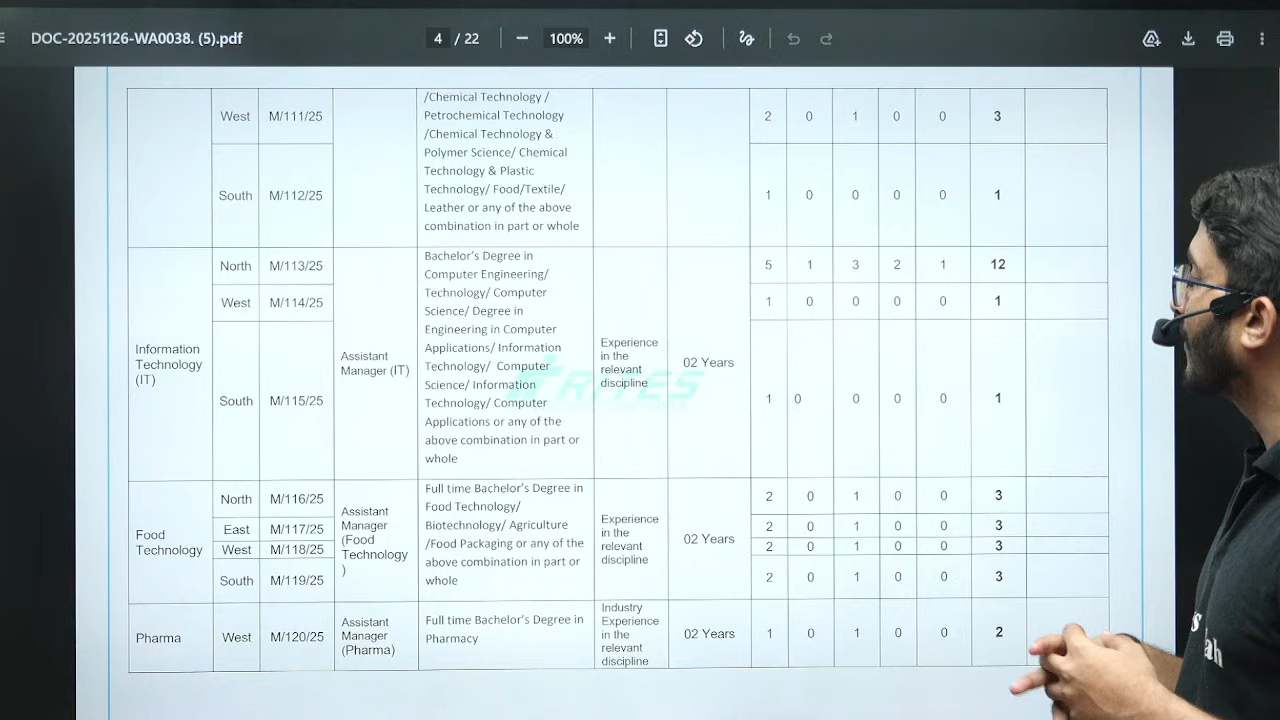 DOC-20251126-WA0038. (5).pdf
4 / 22
100%
West M/111/25
/Chemical Technology /
Petrochemical Technology
/Chemical Technology &
Polymer Science/ Chemical
Technology & Plastic
Technology/ Food/Textile/
Leather or any of the above
combination in part or whole
2 0 1 0 0 3
South M/112/25
1 0 0 0 0 1
Information
Technology
(IT)
North M/113/25
West M/114/25
South M/115/25
Assistant
Manager (IT)
Bachelor's Degree in
Computer Engineering/
Technology/ Computer
Science/ Degree in
Engineering in Computer
Applications/ Information
Technology/ Computer
Science/ Information
Technology/ Computer
Applications or any of the
above combination in part or
whole
Experience
in the
relevant
discipline
02 Years
5 1 3 2 1 12
1 0 0 0 0 1
1 0 0 0 0 1
RITES
Food
Technology
North M/116/25
East M/117/25
West M/118/25
South M/119/25
Assistant
Manager
(Food
Technology
)
Full time Bachelor's Degree in
Food Technology/
Biotechnology/ Agriculture
/Food Packaging or any of the
above combination in part or
whole
Experience
in the
relevant
discipline
02 Years
2 0 1 0 0 3
2 0 1 0 0 3
2 0 1 0 0 3
2 0 1 0 0 3
Pharma
West M/120/25
Assistant
Manager
(Pharma)
Full time Bachelor's Degree in
Pharmacy
Industry
Experience
in the
relevant
discipline
02 Years
1 0 1 0 0 2